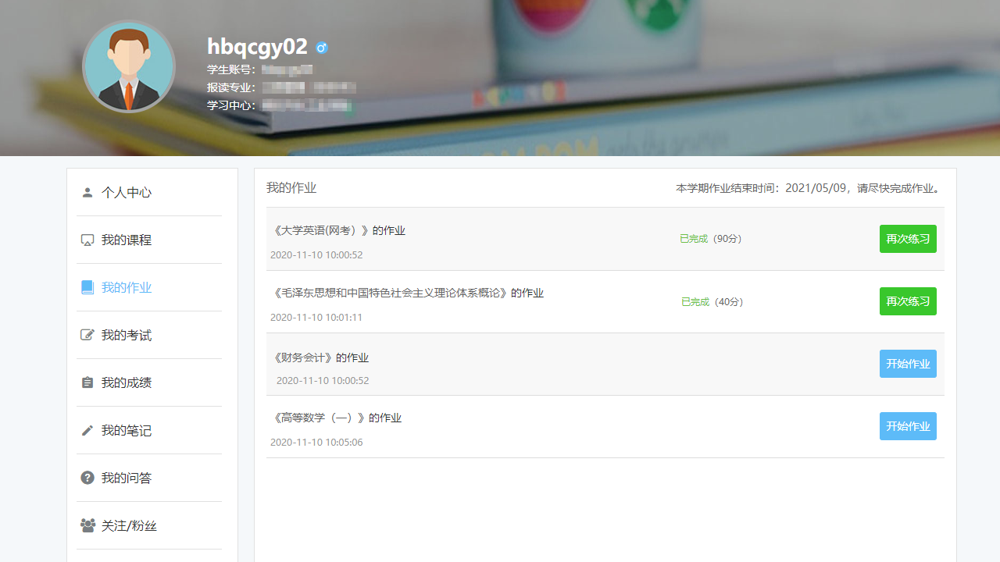 hbqcgy02
学生账号：
报读专业：
学习中心：
个人中心
我的课程
我的作业
我的考试
我的成绩
我的笔记
我的问答
关注/粉丝
我的作业
本学期作业结束时间：2021/05/09，请尽快完成作业。
《大学英语(网考）》的作业
2020-11-10 10:00:52
已完成（90分）
再次练习
《毛泽东思想和中国特色社会主义理论体系概论》的作业
2020-11-10 10:01:11
已完成（40分）
再次练习
《财务会计》的作业
2020-11-10 10:00:52
开始作业
《高等数学（一）》的作业
2020-11-10 10:05:06
开始作业